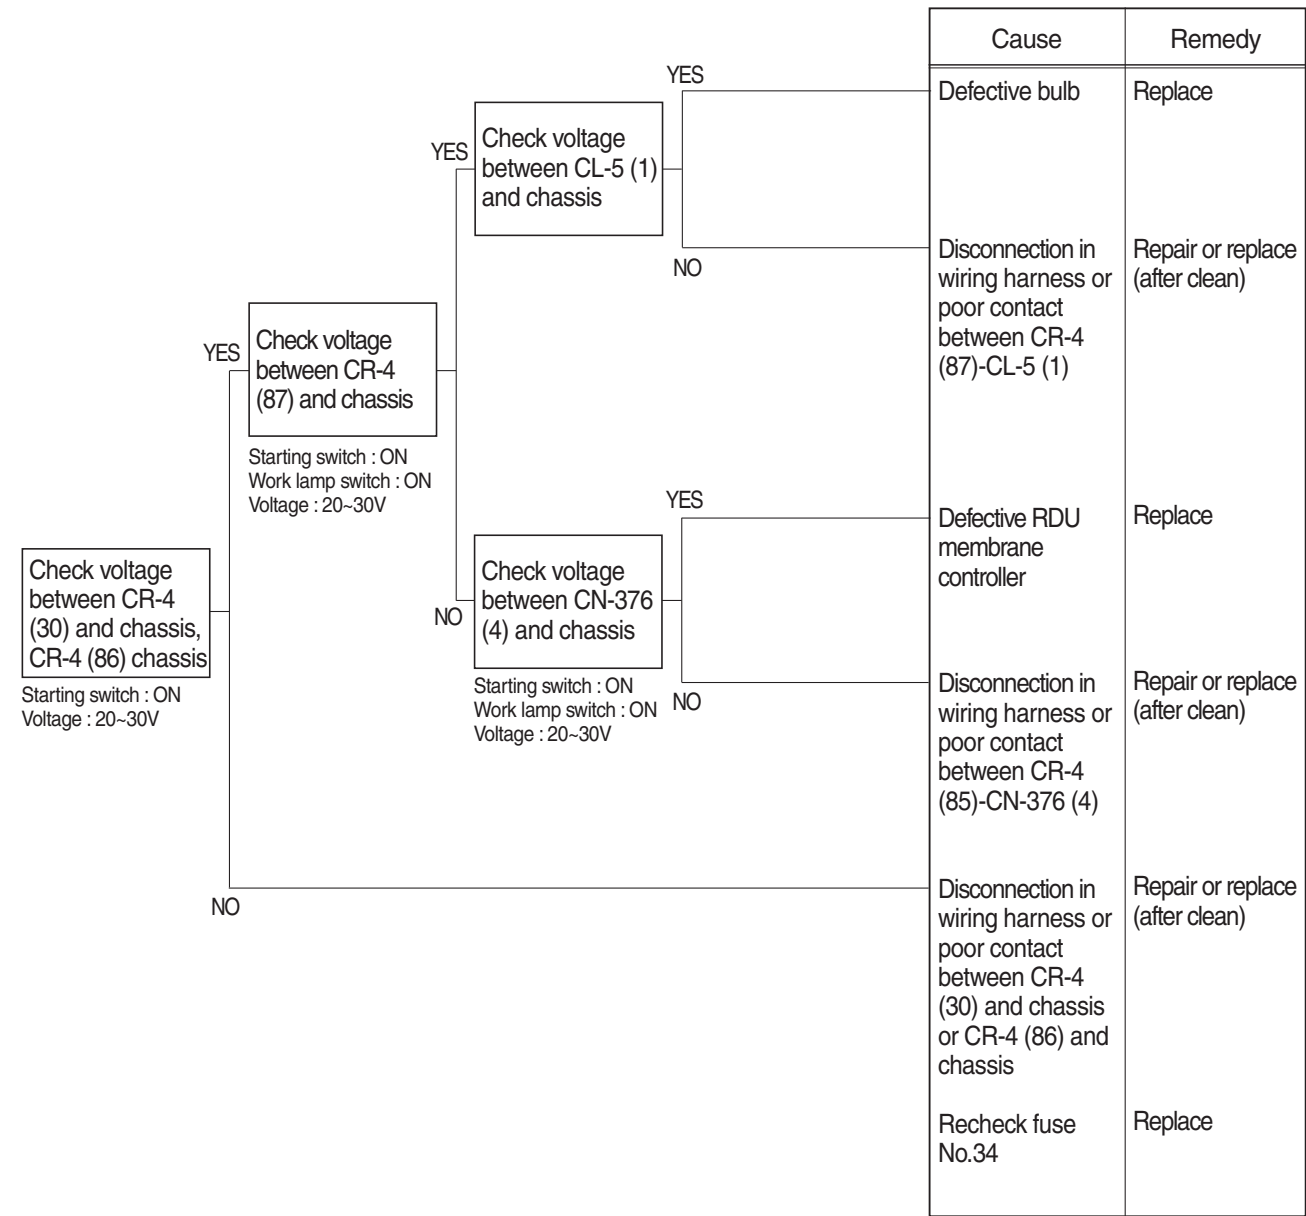 Cause
Remedy
YES
Defective bulb
Replace
YES
Check voltage
between CL-5 (1)
and chassis
NO
Disconnection in
wiring harness or
poor contact
between CR-4
(87)-CL-5 (1)
Repair or replace
(after clean)
YES
Check voltage
between CR-4
(87) and chassis
Starting switch : ON
Work lamp switch : ON
Voltage : 20~30V
YES
Defective RDU
membrane
controller
Replace
Check voltage
between CR-4
(30) and chassis,
CR-4 (86) chassis
Starting switch : ON
Voltage : 20~30V
NO
Check voltage
between CN-376
(4) and chassis
Starting switch : ON
Work lamp switch : ON
Voltage : 20~30V
NO
Disconnection in
wiring harness or
poor contact
between CR-4
(85)-CN-376 (4)
Repair or replace
(after clean)
NO
Disconnection in
wiring harness or
poor contact
between CR-4
(30) and chassis
or CR-4 (86) and
chassis
Repair or replace
(after clean)
Recheck fuse
No.34
Replace